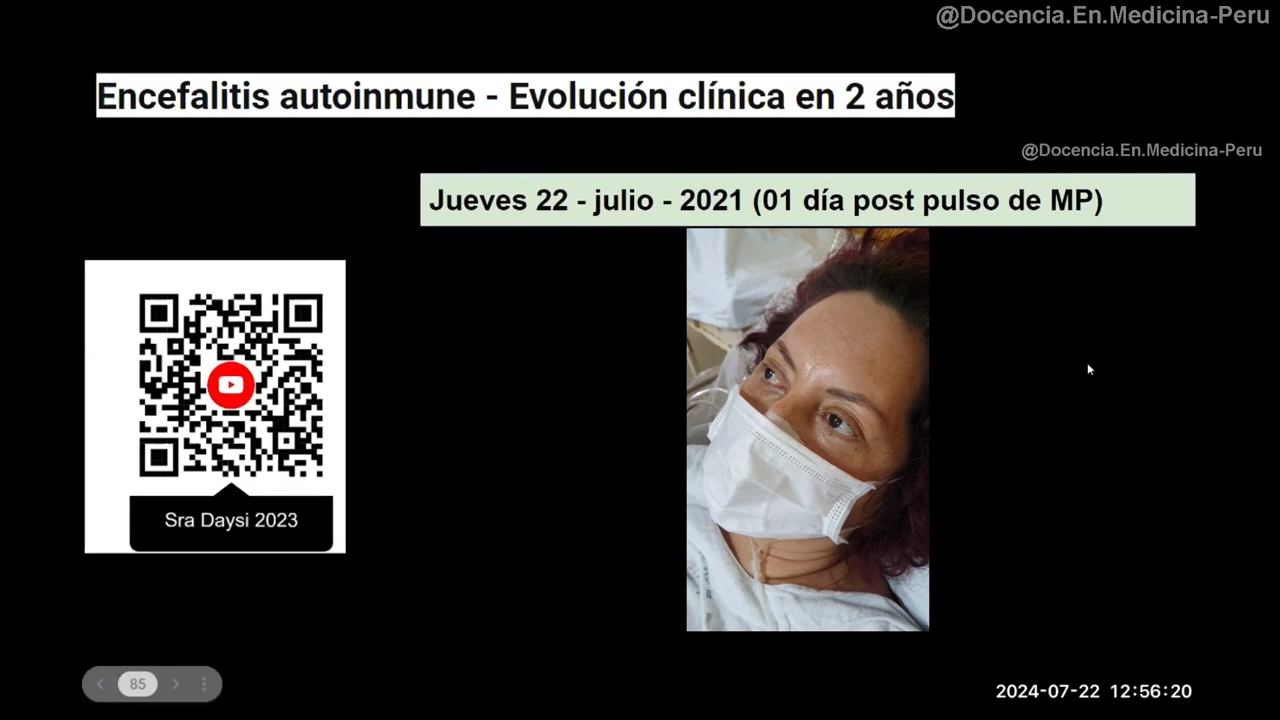 @Docencia.En.Medicina-Peru
Encefalitis autoinmune - Evolución clínica en 2 años
@Docencia.En.Medicina-Peru
Jueves 22 - julio - 2021 (01 día post pulso de MP)
Sra Daysi 2023
85
2024-07-22 12:56:20